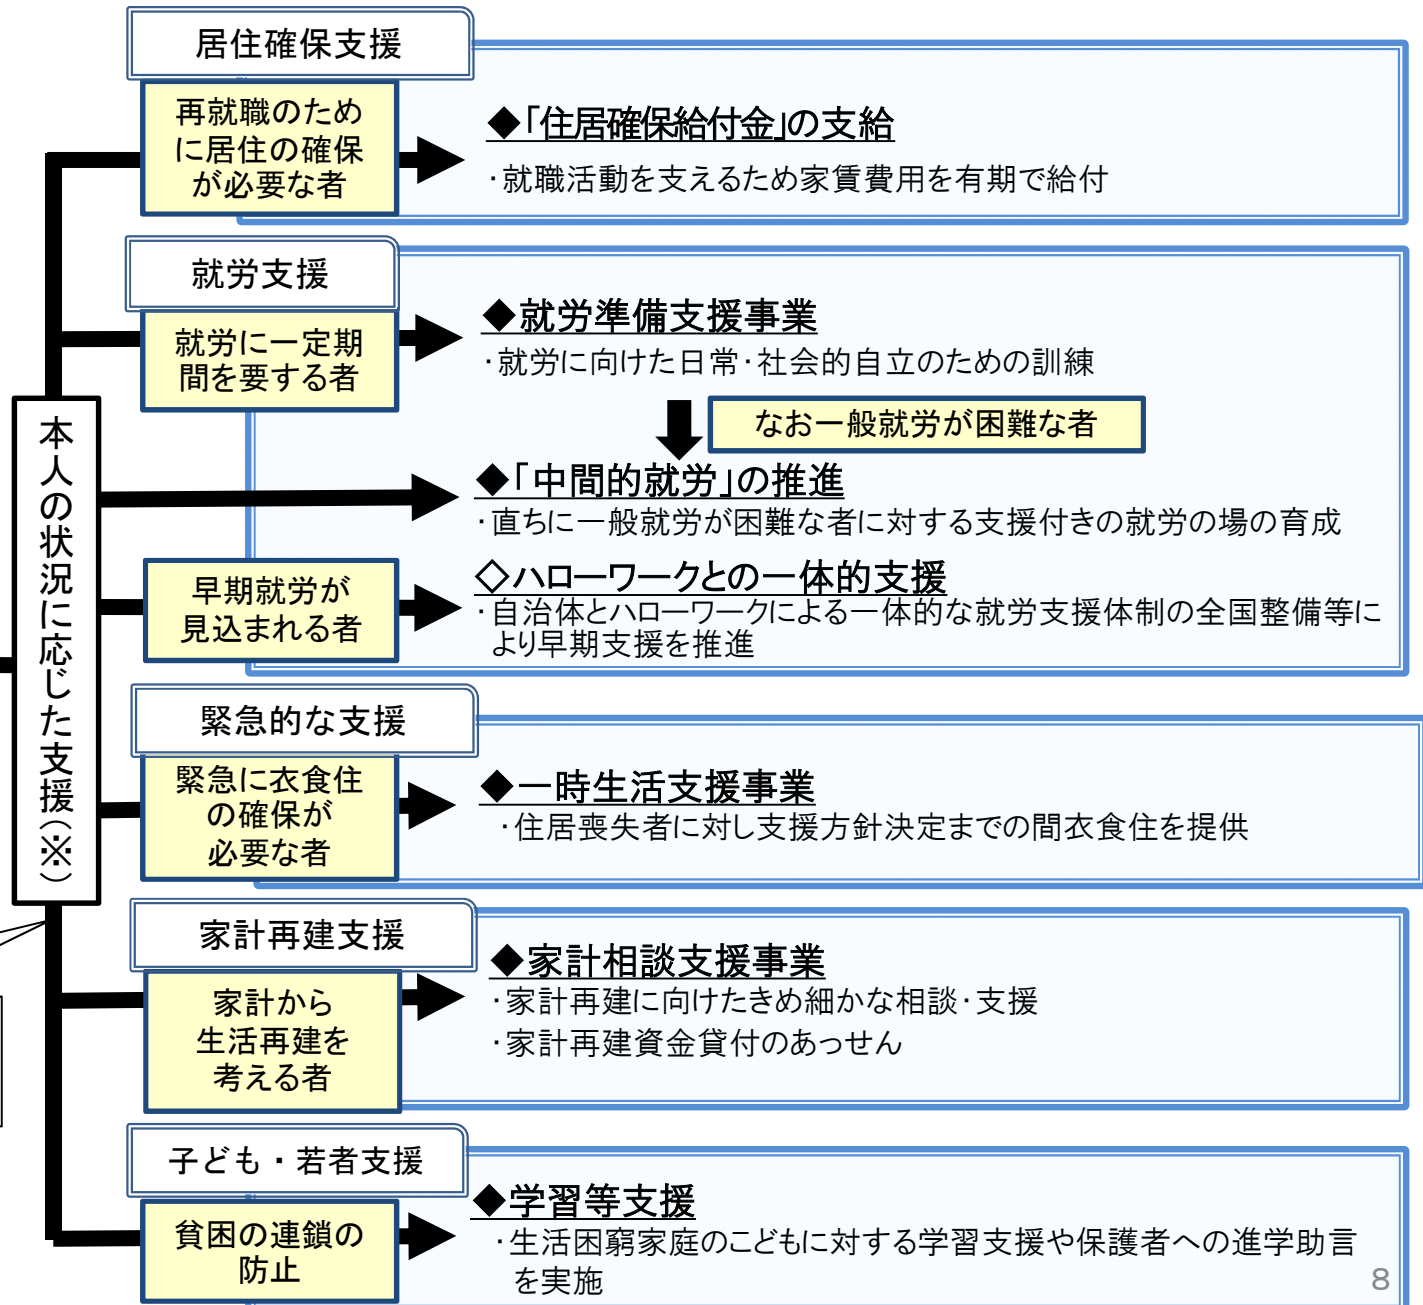 居住確保支援
再就職のため
に居住の確保
が必要な者
◆「住居確保給付金」の支給
・就職活動を支えるため家賃費用を有期で給付
就労支援
就労に一定期
間を要する者
◆就労準備支援事業
・就労に向けた日常・社会的自立のための訓練
なお一般就労が困難な者
◆「中間的就労」の推進
・直ちに一般就労が困難な者に対する支援付きの就労の場の育成
早期就労が
見込まれる者
◇ハローワークとの一体的支援
・自治体とハローワークによる一体的な就労支援体制の全国整備等に
より早期支援を推進
本人の状況に応じた支援(※)
緊急的な支援
緊急に衣食住
の確保が
必要な者
◆一時生活支援事業
・住居喪失者に対し支援方針決定までの間衣食住を提供
家計再建支援
家計から
生活再建を
考える者
◆家計相談支援事業
・家計再建に向けたきめ細かな相談・支援
・家計再建資金貸付のあっせん
子ども・若者支援
貧困の連鎖の
防止
◆学習等支援
・生活困窮家庭のこどもに対する学習支援や保護者への進学助言
を実施
8